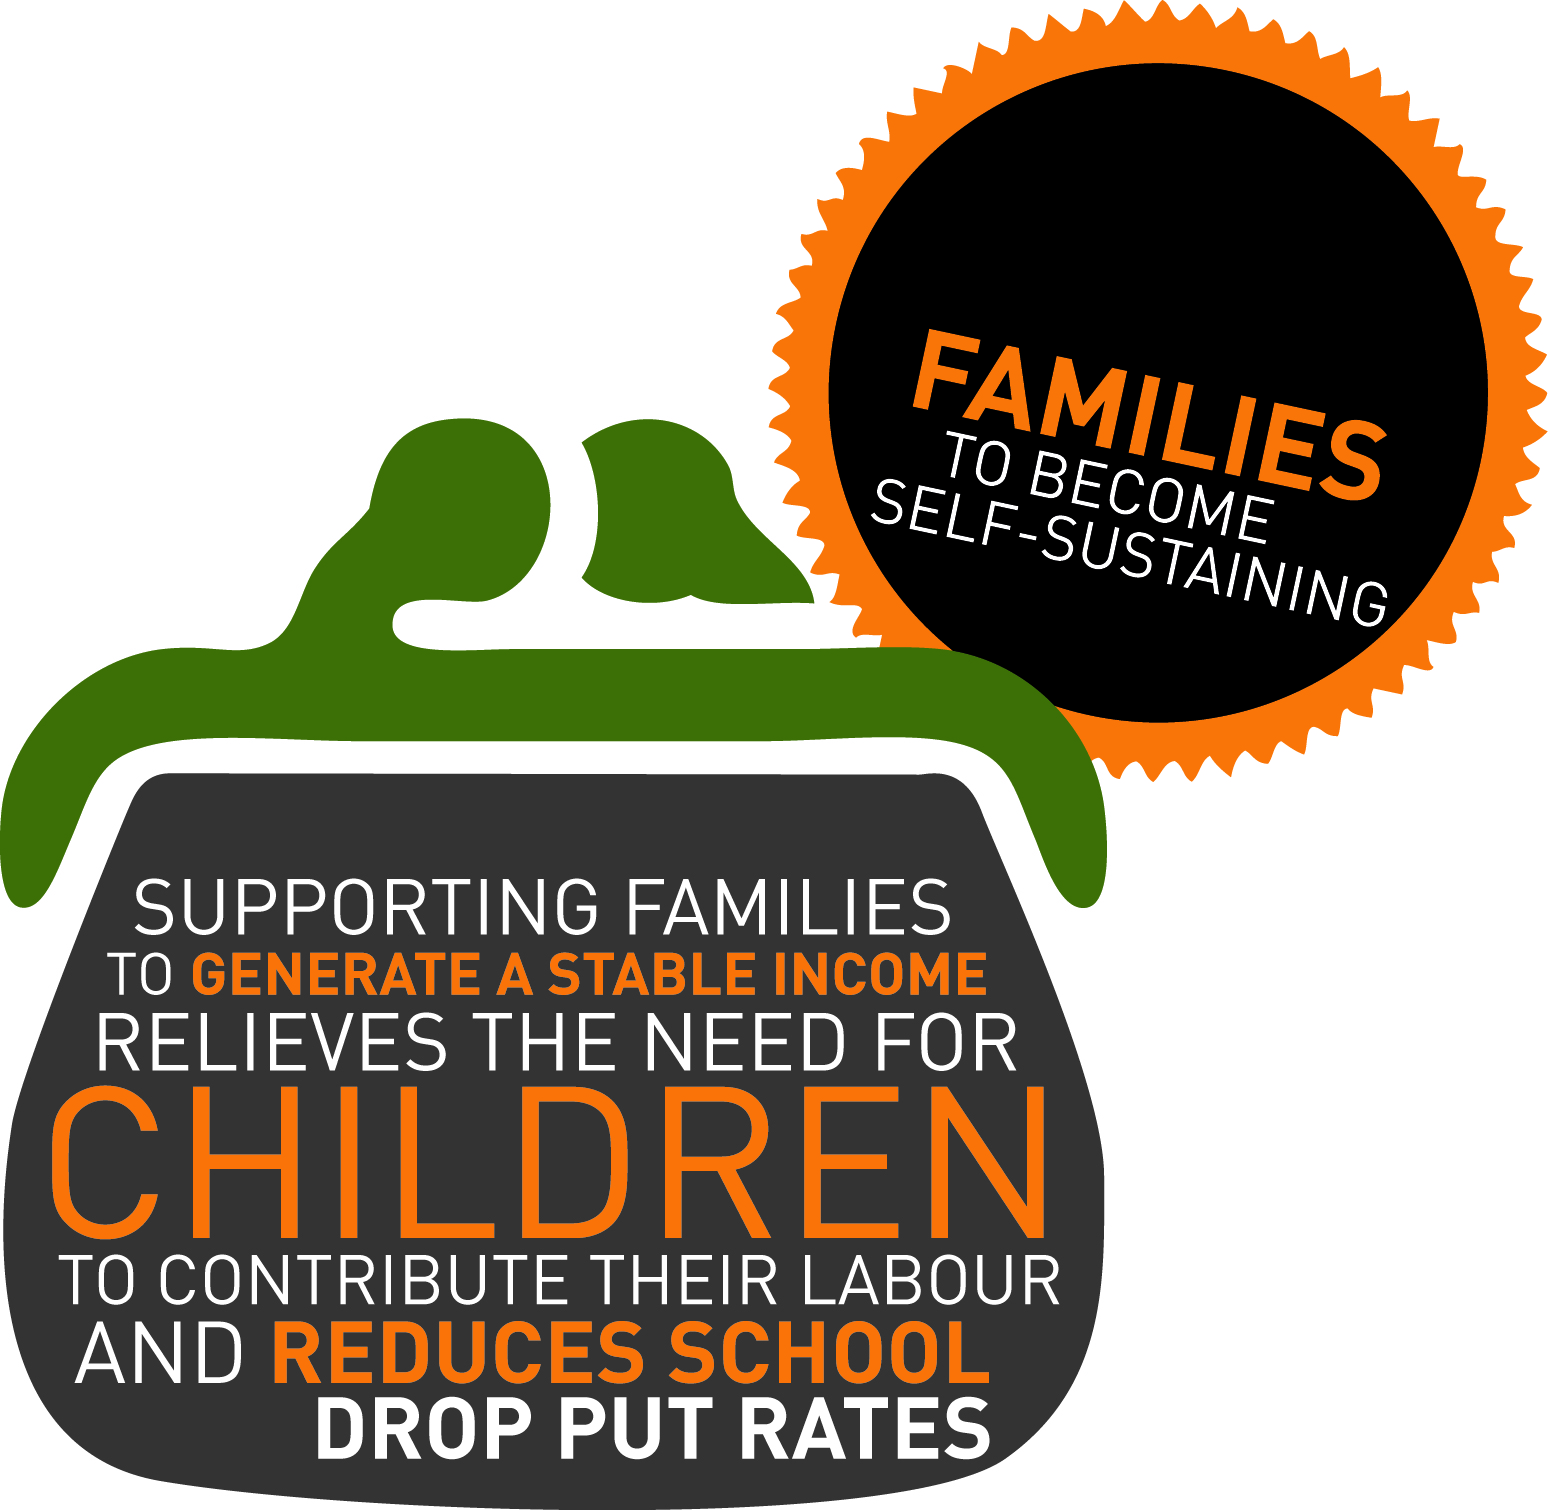 FAMILIES
TO BECOME
SELF-SUSTAINING
SUPPORTING FAMILIES
TO GENERATE A STABLE INCOME
RELIEVES THE NEED FOR
CHILDREN
TO CONTRIBUTE THEIR LABOUR
AND REDUCES SCHOOL
DROP PUT RATES